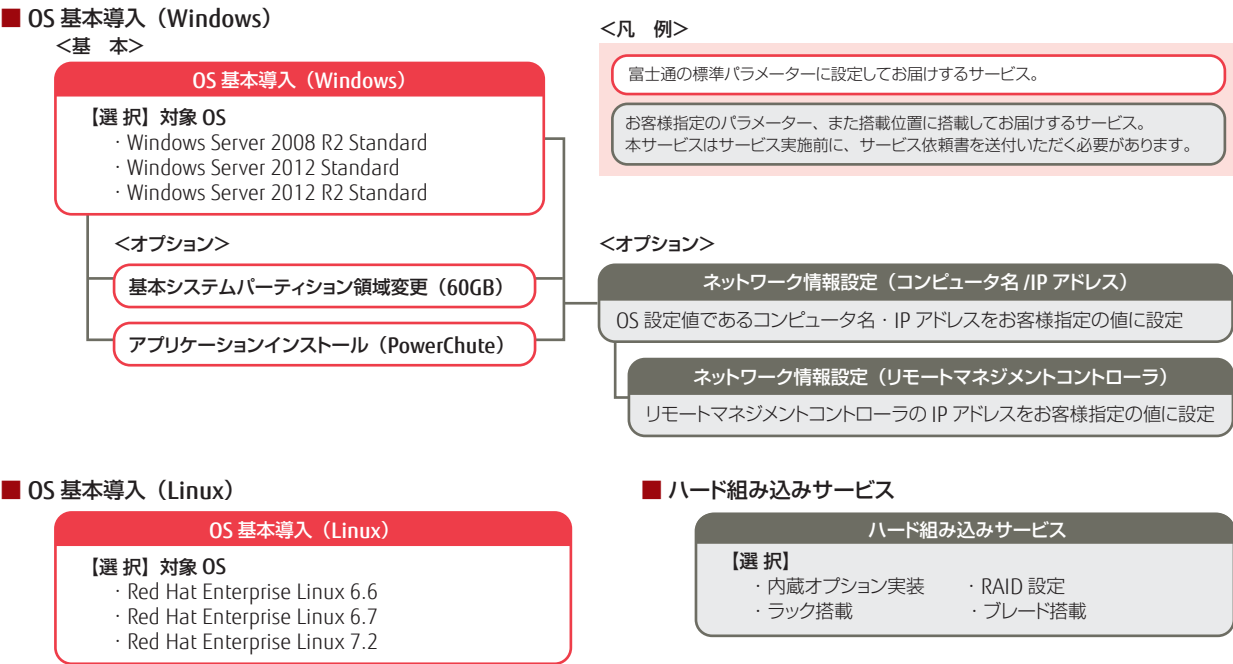 ■ OS 基本導入（Windows）
＜基　本＞
OS 基本導入（Windows）
【選 択】対象 OS
・Windows Server 2008 R2 Standard
・Windows Server 2012 Standard
・Windows Server 2012 R2 Standard
＜オプション＞
基本システムパーティション領域変更（60GB）
アプリケーションインストール（PowerChute）
＜凡　例＞
富士通の標準パラメーターに設定してお届けするサービス。
お客様指定のパラメーター、また搭載位置に搭載してお届けするサービス。
本サービスはサービス実施前に、サービス依頼書を送付いただく必要があります。
＜オプション＞
ネットワーク情報設定（コンピュータ名 /IP アドレス）
OS 設定値であるコンピュータ名・IP アドレスをお客様指定の値に設定
ネットワーク情報設定（リモートマネジメントコントローラ）
リモートマネジメントコントローラの IP アドレスをお客様指定の値に設定
■ OS 基本導入（Linux）
OS 基本導入（Linux）
【選 択】対象 OS
・Red Hat Enterprise Linux 6.6
・Red Hat Enterprise Linux 6.7
・Red Hat Enterprise Linux 7.2
■ ハード組み込みサービス
ハード組み込みサービス
【選 択】
・内蔵オプション実装　・RAID 設定
・ラック搭載　・ブレード搭載